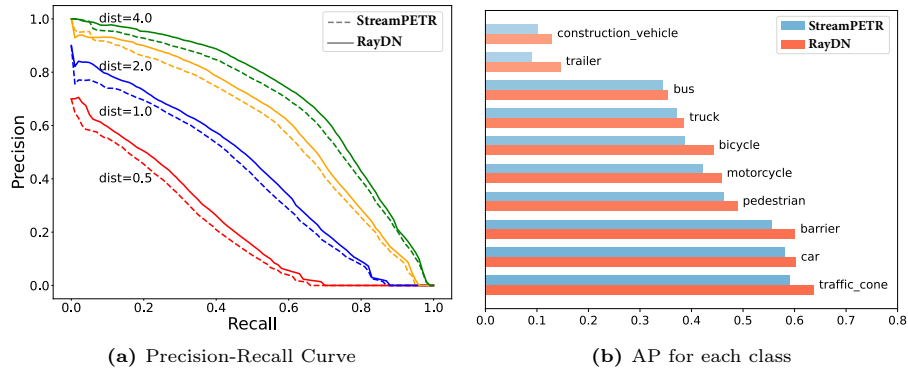 dist=4.0
dist=2.0
dist=1.0
dist=0.5
StreamPETR
RayDN
Precision
1.0
0.8
0.6
0.4
0.2
0.0
0.0 0.2 0.4 0.6 0.8 1.0
Recall
(a) Precision-Recall Curve
StreamPETR
RayDN
construction_vehicle
trailer
bus
truck
bicycle
motorcycle
pedestrian
barrier
car
traffic_cone
0.0 0.1 0.2 0.3 0.4 0.5 0.6 0.7 0.8
(b) AP for each class